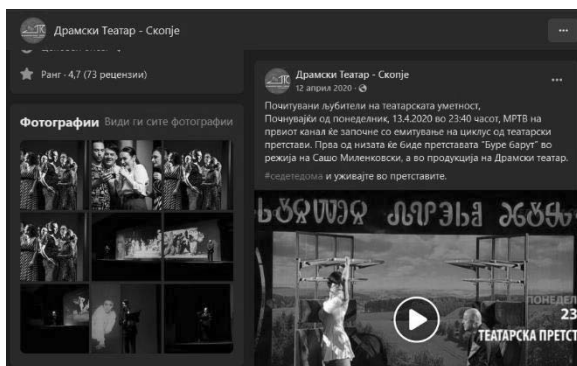 Драмски Театар - Скопје
Ранг · 4,7 (73 рецензии)
Фотографии Види ги сите фотографии
Драмски Театар - Скопје
12 април 2020 ·
Почитувани љубители на театарската уметност,
Почнувајќи од понеделник, 13.4.2020 во 23:40 часот, МРТВ на
првиот канал ќе започне со емитување на циклус од театарски
претстави. Прва од низата ќе биде претставата "Буре барут" во
режија на Сашо Миленковски, а во продукција на Драмски театар.
#седетедома и уживајте во претставите.
ПОНЕДЕЛ
23
ТЕАТАРСКА ПРЕТСТ